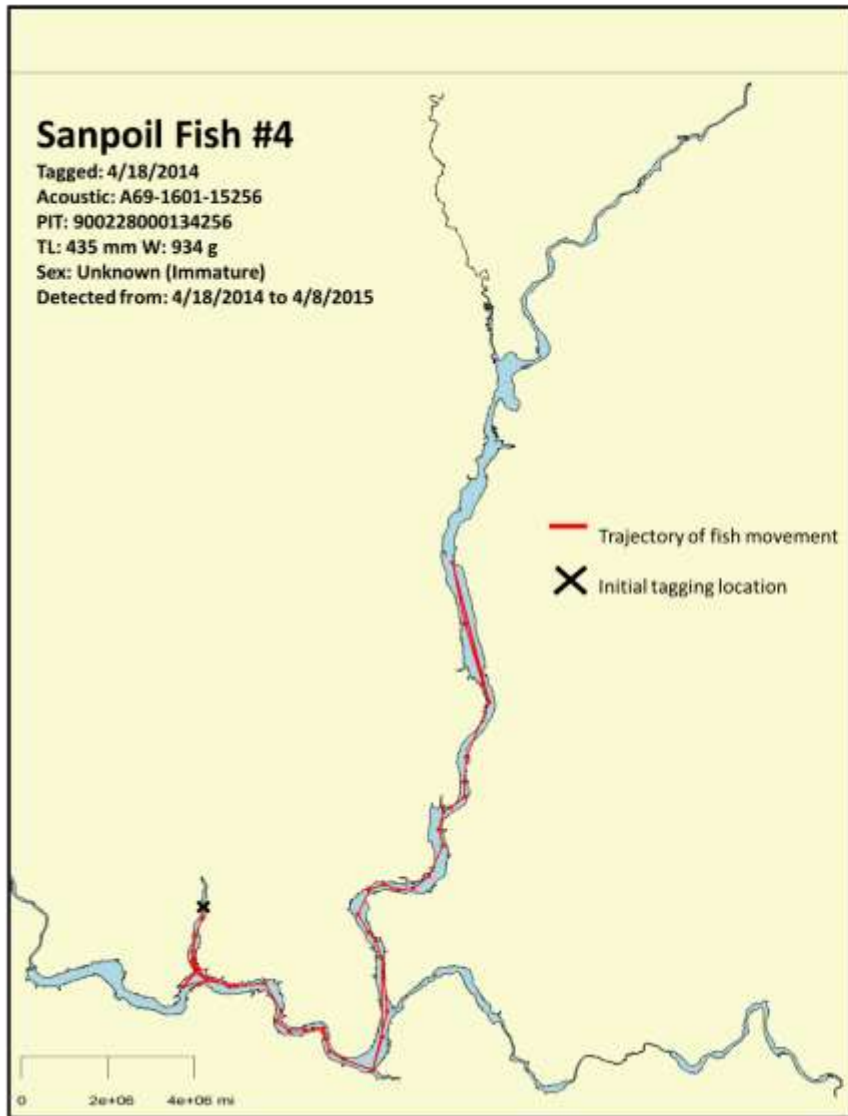 Sanpoil Fish #4
Tagged: 4/18/2014
Acoustic: A69-1601-15256
PIT: 900228000134256
TL: 435 mm W: 934 g
Sex: Unknown (Immature)
Detected from: 4/18/2014 to 4/8/2015
Trajectory of fish movement
Initial tagging location
0 2e+06 4e+06 mi